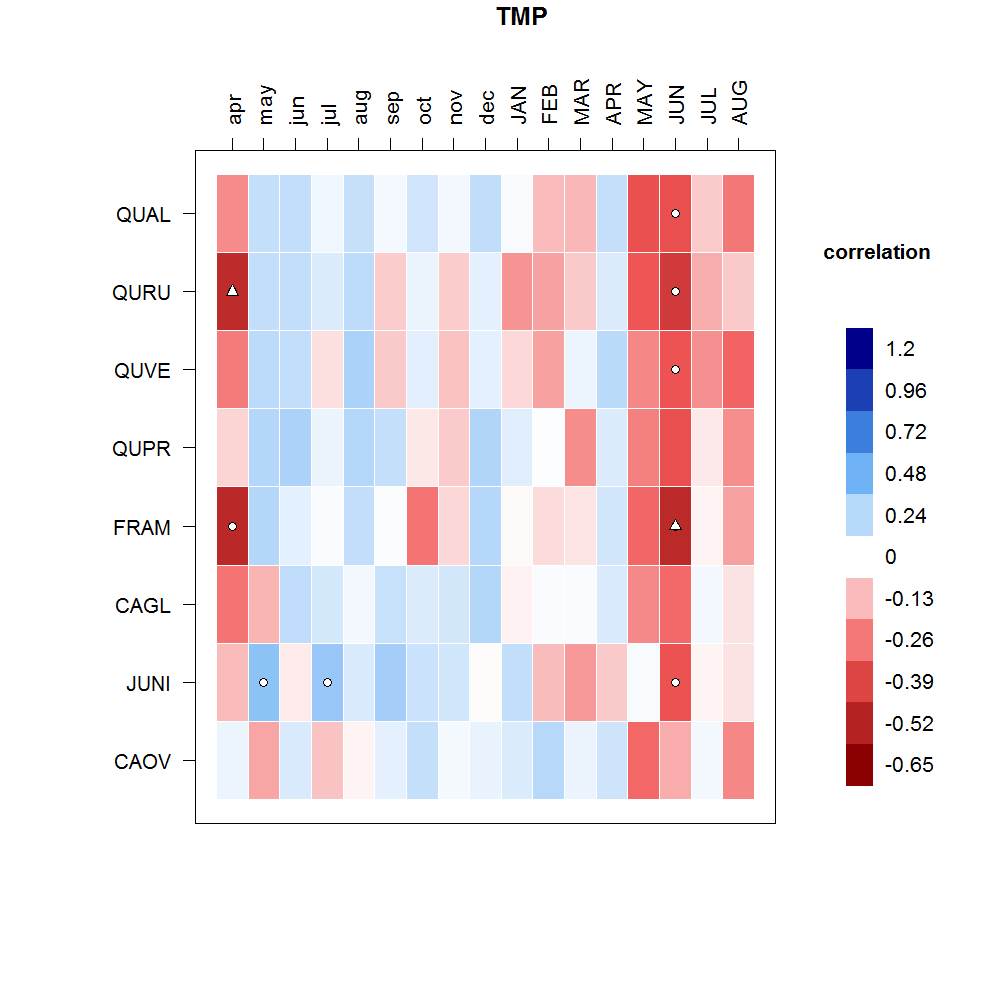 TMP
apr may jun jul aug sep oct nov dec JAN FEB MAR APR MAY JUN JUL AUG
QUAL
QURU
QUVE
QUPR
FRAM
CAGL
JUNI
CAOV
correlation
1.2
0.96
0.72
0.48
0.24
0
-0.13
-0.26
-0.39
-0.52
-0.65